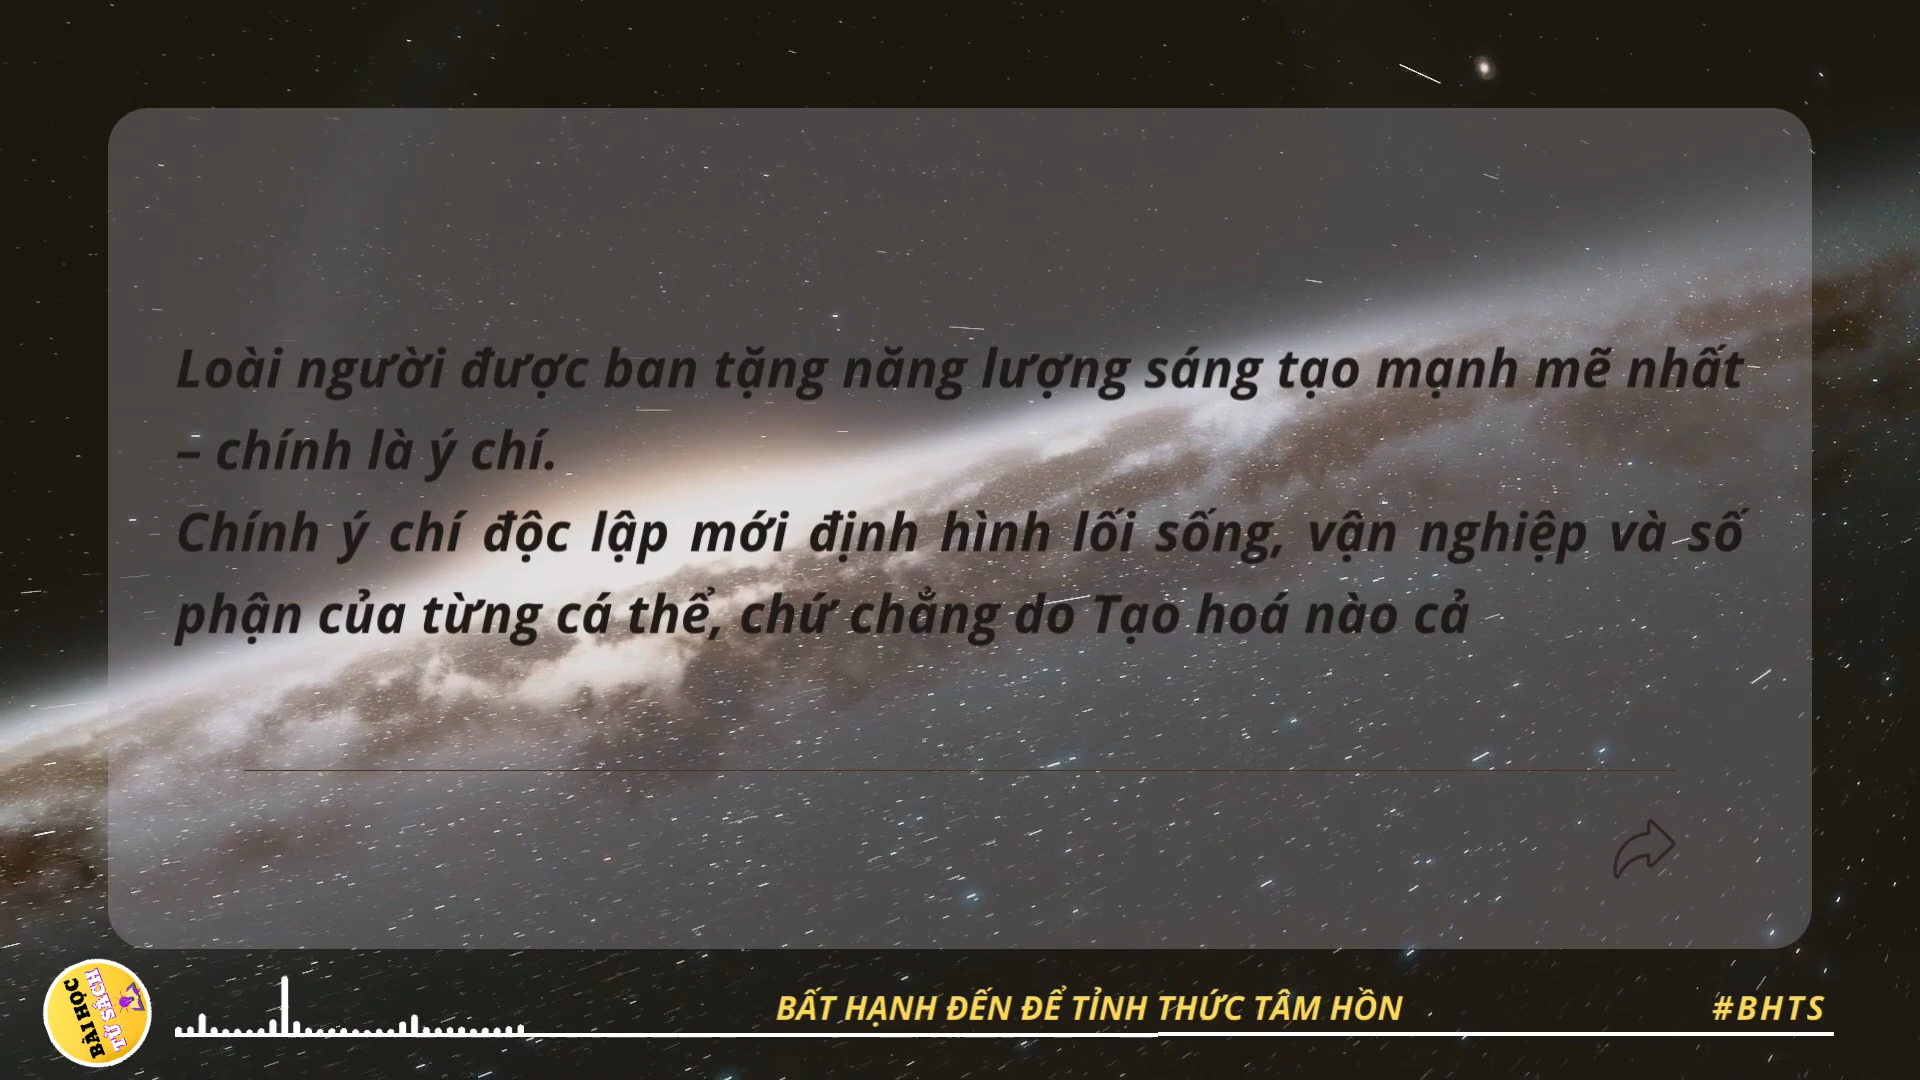 Loài người được ban tặng năng lượng sáng tạo mạnh mẽ nhất
– chính là ý chí.
Chính ý chí độc lập mới định hình lối sống, vận nghiệp và số
phận của từng cá thể, chứ chẳng do Tạo hoá nào cả
BÀI HỌC
TỪ SÁCH
BẤT HẠNH ĐẾN ĐỂ TỈNH THỨC TÂM HỒN
#BHTS